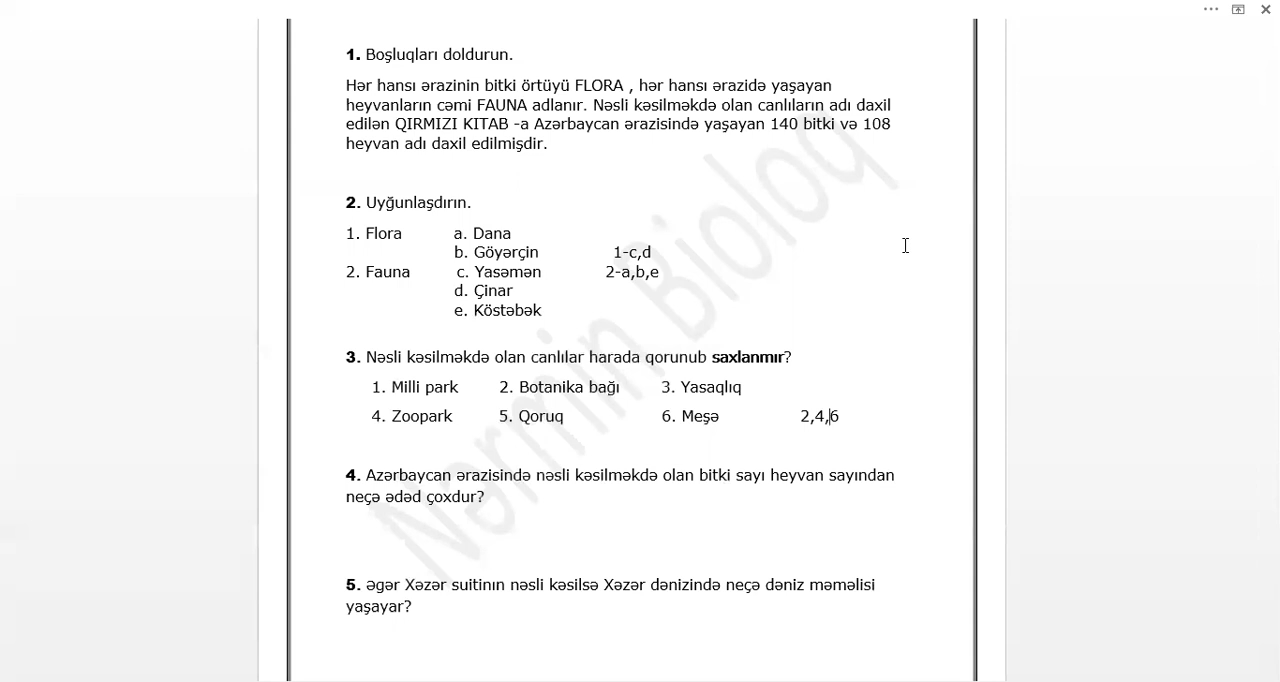 1. Boşluqları doldurun.
Hər hansı ərazinin bitki örtüyü FLORA , hər hansı ərazidə yaşayan
heyvanların cəmi FAUNA adlanır. Nəsli kəsilməkdə olan canlıların adı daxil
edilən QIRMIZI KITAB -a Azərbaycan ərazisində yaşayan 140 bitki və 108
heyvan adı daxil edilmişdir.
2. Uyğunlaşdırın.
1. Flora a. Dana
b. Göyərçin 1-c,d
2. Fauna c. Yasəmən 2-a,b,e
d. Çinar
e. Köstəbək
3. Nəsli kəsilməkdə olan canlılar harada qorunub saxlanmır?
1. Milli park 2. Botanika bağı 3. Yasaqlıq
4. Zoopark 5. Qoruq 6. Meşə 2,4,6
4. Azərbaycan ərazisində nəsli kəsilməkdə olan bitki sayı heyvan sayından
neçə ədəd çoxdur?
5. Əgər Xəzər suitinin nəsli kəsilsə Xəzər dənizində neçə dəniz məməlisi
yaşayar?
Nərmin Bioloq